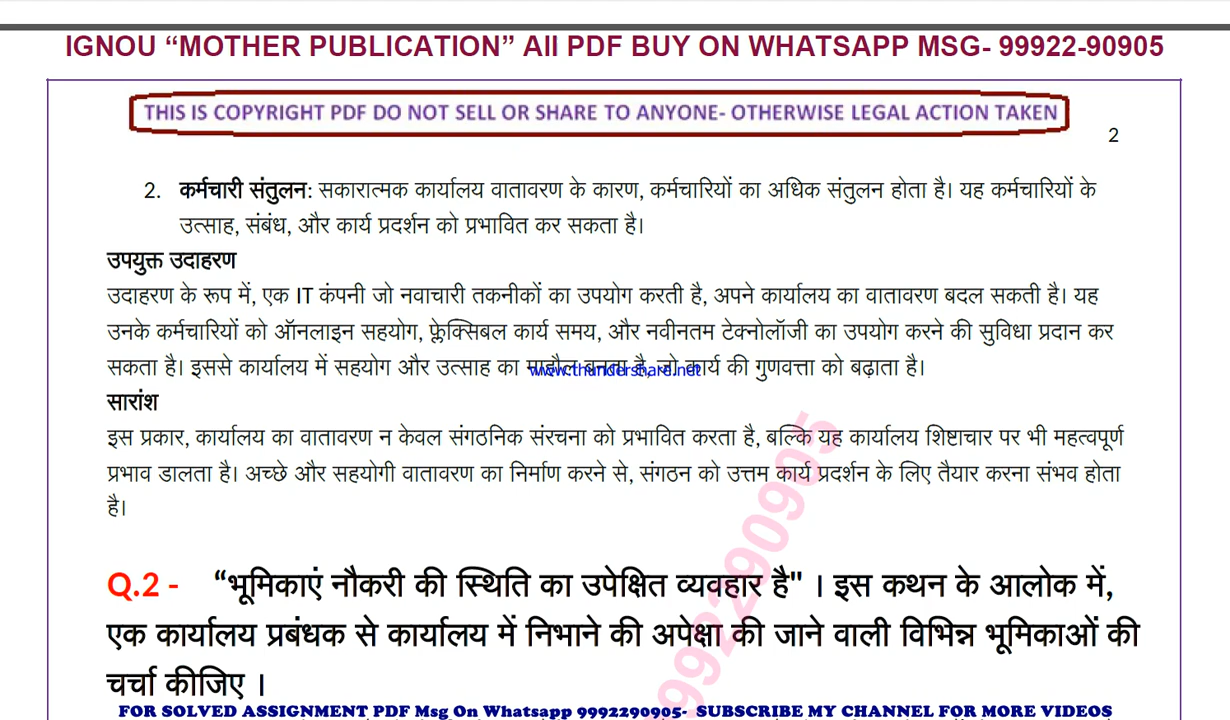 IGNOU “MOTHER PUBLICATION” All PDF BUY ON WHATSAPP MSG- 99922-90905
THIS IS COPYRIGHT PDF DO NOT SELL OR SHARE TO ANYONE- OTHERWISE LEGAL ACTION TAKEN
2
2. कर्मचारी संतुलन: सकारात्मक कार्यालय वातावरण के कारण, कर्मचारियों का अधिक संतुलन होता है। यह कर्मचारियों के
उत्साह, संबंध, और कार्य प्रदर्शन को प्रभावित कर सकता है।
उपयुक्त उदाहरण
उदाहरण के रूप में, एक IT कंपनी जो नवाचारी तकनीकों का उपयोग करती है, अपने कार्यालय का वातावरण बदल सकती है। यह
उनके कर्मचारियों को ऑनलाइन सहयोग, फ़्लेक्सिबल कार्य समय, और नवीनतम टेक्नोलॉजी का उपयोग करने की सुविधा प्रदान कर
सकता है। इससे कार्यालय में सहयोग और उत्साह का माहौल बनता है, जो कार्य की गुणवत्ता को बढ़ाता है।
www.thundershare.net
सारांश
इस प्रकार, कार्यालय का वातावरण न केवल संगठनिक संरचना को प्रभावित करता है, बल्कि यह कार्यालय शिष्टाचार पर भी महत्वपूर्ण
प्रभाव डालता है। अच्छे और सहयोगी वातावरण का निर्माण करने से, संगठन को उत्तम कार्य प्रदर्शन के लिए तैयार करना संभव होता
है।
9992290905
Q.2 - “भूमिकाएं नौकरी की स्थिति का उपेक्षित व्यवहार है" । इस कथन के आलोक में,
एक कार्यालय प्रबंधक से कार्यालय में निभाने की अपेक्षा की जाने वाली विभिन्न भूमिकाओं की
चर्चा कीजिए ।
FOR SOLVED ASSIGNMENT PDF Msg On Whatsapp 9992290905- SUBSCRIBE MY CHANNEL FOR MORE VIDEOS